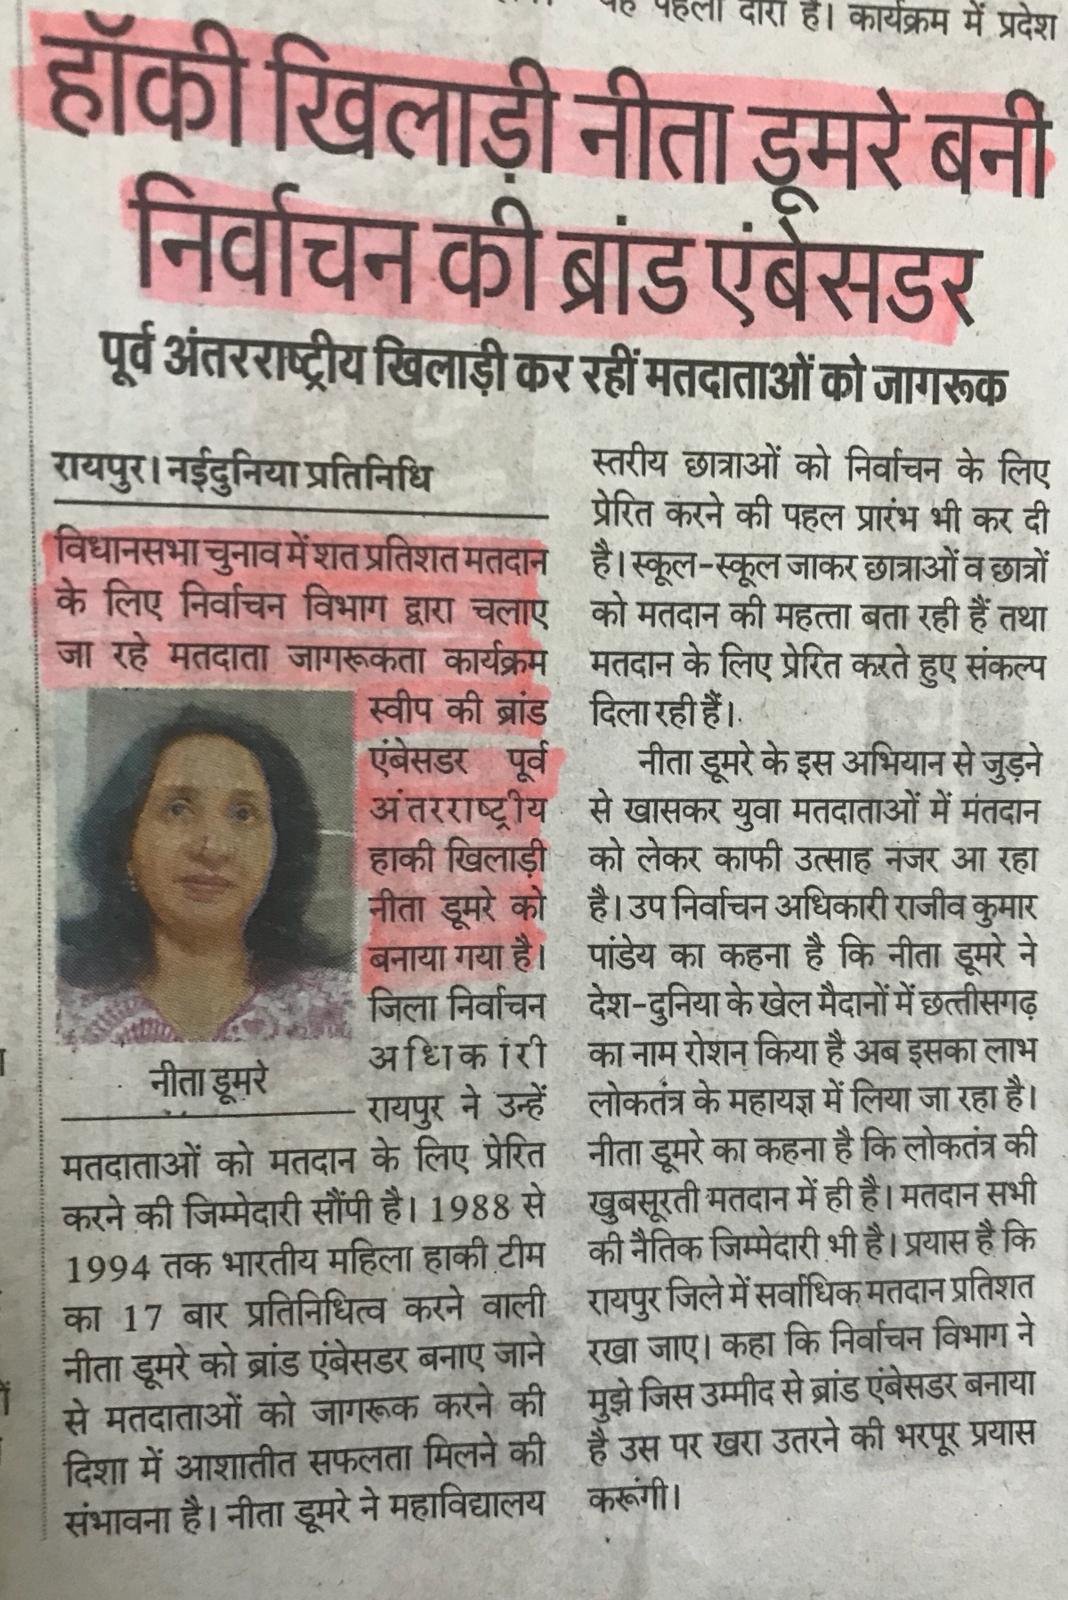 यह पहला दौरा है। कार्यक्रम में प्रदेश
हॉकी खिलाड़ी नीता डूमरे बनी
निर्वाचन की ब्रांड एंबेसडर
पूर्व अंतरराष्ट्रीय खिलाड़ी कर रहीं मतदाताओं को जागरूक
रायपुर। नईदुनिया प्रतिनिधि
विधानसभा चुनाव में शत प्रतिशत मतदान
के लिए निर्वाचन विभाग द्वारा चलाए
जा रहे मतदाता जागरूकता कार्यक्रम
स्वीप की ब्रांड
एंबेसडर पूर्व
अंतरराष्ट्रीय
हाकी खिलाड़ी
नीता डूमरे को
बनाया गया है।
जिला निर्वाचन
अधिकारी
रायपुर ने उन्हें
नीता डूमरे
मतदाताओं को मतदान के लिए प्रेरित
करने की जिम्मेदारी सौंपी है। 1988 से
1994 तक भारतीय महिला हाकी टीम
का 17 बार प्रतिनिधित्व करने वाली
नीता डूमरे को ब्रांड एंबेसडर बनाए जाने
से मतदाताओं को जागरूक करने की
दिशा में आशातीत सफलता मिलने की
संभावना है। नीता डूमरे ने महाविद्यालय
स्तरीय छात्राओं को निर्वाचन के लिए
प्रेरित करने की पहल प्रारंभ भी कर दी
है। स्कूल-स्कूल जाकर छात्राओं व छात्रों
को मतदान की महत्ता बता रही हैं तथा
मतदान के लिए प्रेरित करते हुए संकल्प
दिला रही हैं।
नीता डूमरे के इस अभियान से जुड़ने
से खासकर युवा मतदाताओं में मतदान
को लेकर काफी उत्साह नजर आ रहा
है। उप निर्वाचन अधिकारी राजीव कुमार
पांडेय का कहना है कि नीता डूमरे ने
देश-दुनिया के खेल मैदानों में छत्तीसगढ़
का नाम रोशन किया है अब इसका लाभ
लोकतंत्र के महायज्ञ में लिया जा रहा है।
नीता डूमरे का कहना है कि लोकतंत्र की
खुबसूरती मतदान में ही है। मतदान सभी
की नैतिक जिम्मेदारी भी है। प्रयास है कि
रायपुर जिले में सर्वाधिक मतदान प्रतिशत
रखा जाए। कहा कि निर्वाचन विभाग ने
मुझे जिस उम्मीद से ब्रांड एंबेसडर बनाया
है उस पर खरा उतरने की भरपूर प्रयास
करूंगी।